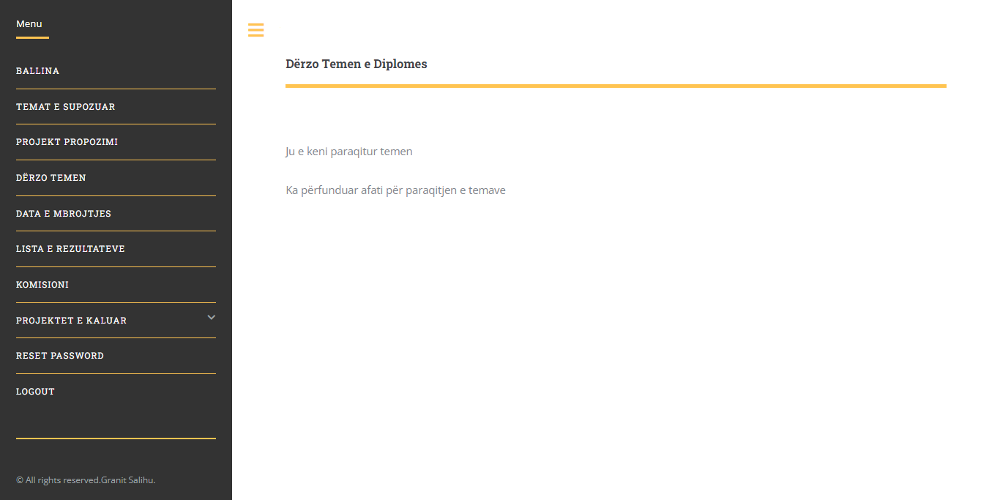 Menu
BALLINA
TEMAT E SUPOZUAR
PROJEKT PROPOZIMI
DËRZO TEMEN
DATA E MBROJTJES
LISTA E REZULTATEVE
KOMISIONI
PROJEKTET E KALUAR
RESET PASSWORD
LOGOUT
© All rights reserved.Granit Salihu.
Dërzo Temen e Diplomes
Ju e keni paraqitur temen
Ka përfunduar afati për paraqitjen e temave